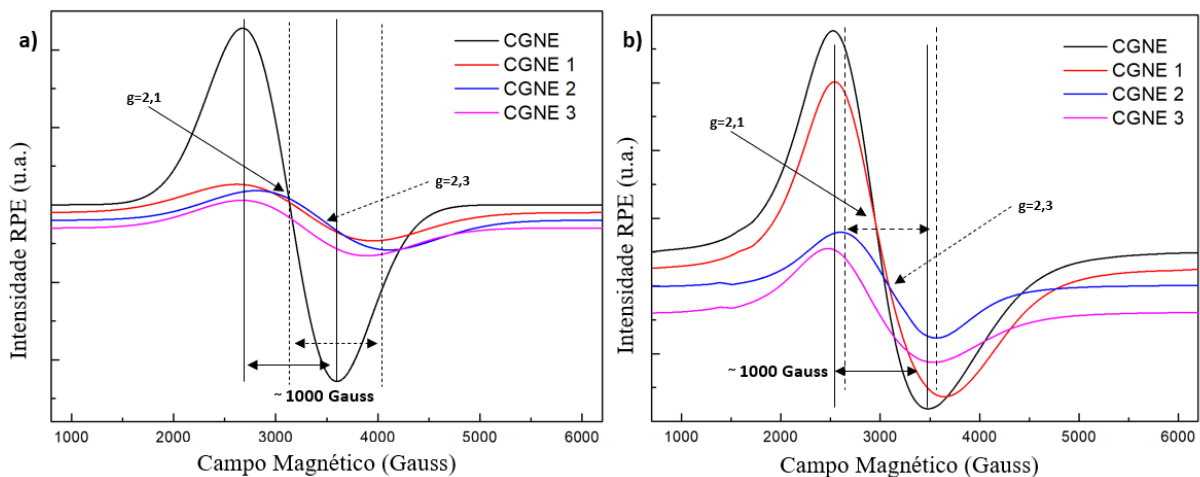 a)
CGNE
CGNE 1
CGNE 2
CGNE 3
g=2,1
g=2,3
~ 1000 Gauss
Intensidade RPE (u.a.)
1000 2000 3000 4000 5000 6000
Campo Magnético (Gauss)
b)
CGNE
CGNE 1
CGNE 2
CGNE 3
g=2,1
g=2,3
~ 1000 Gauss
Intensidade RPE (u.a.)
1000 2000 3000 4000 5000 6000
Campo Magnético (Gauss)